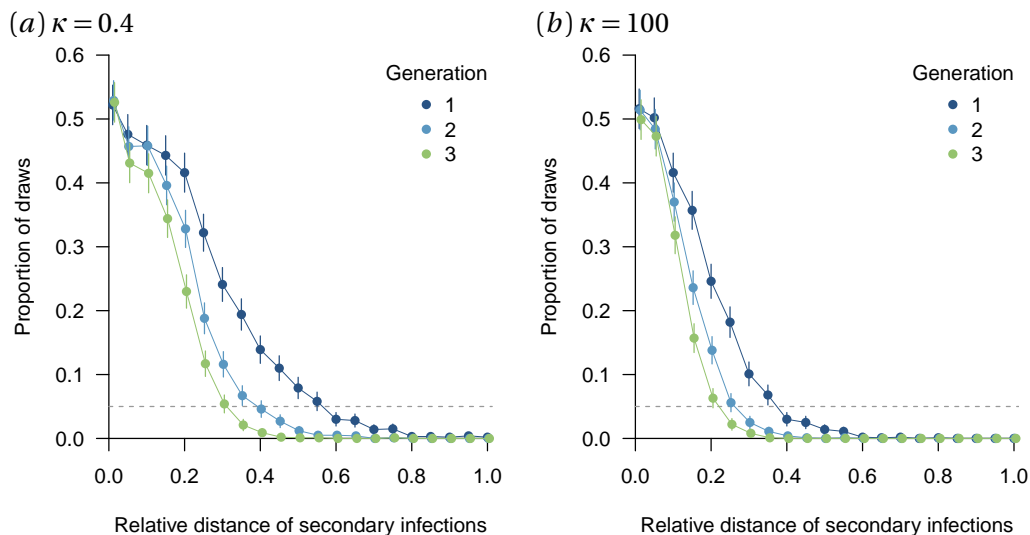 (a) κ = 0.4
Proportion of draws
0.6
0.5
0.4
0.3
0.2
0.1
0.0
Generation
1
2
3
0.0 0.2 0.4 0.6 0.8 1.0
Relative distance of secondary infections
(b) κ = 100
Proportion of draws
0.6
0.5
0.4
0.3
0.2
0.1
0.0
Generation
1
2
3
0.0 0.2 0.4 0.6 0.8 1.0
Relative distance of secondary infections